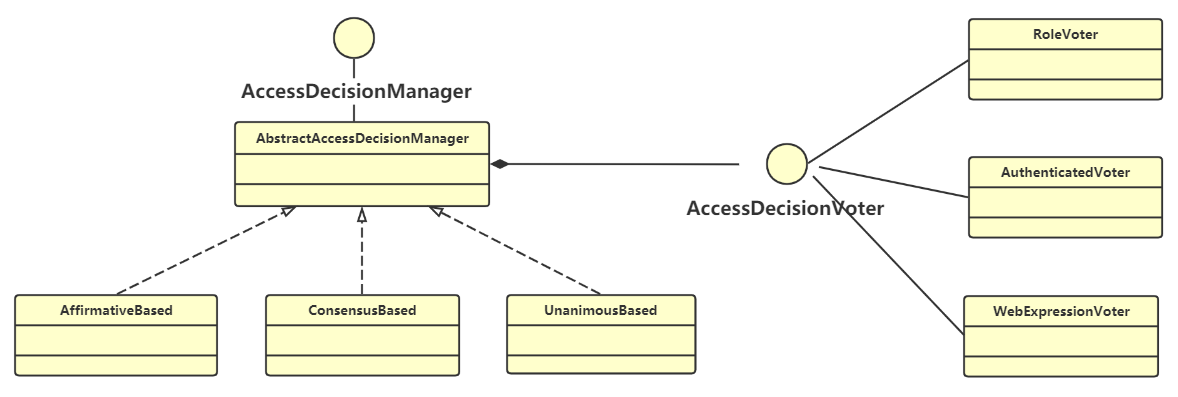 AccessDecisionManager
AbstractAccessDecisionManager
AccessDecisionVoter
RoleVoter
AuthenticatedVoter
WebExpressionVoter
AffirmativeBased
ConsensusBased
UnanimousBased